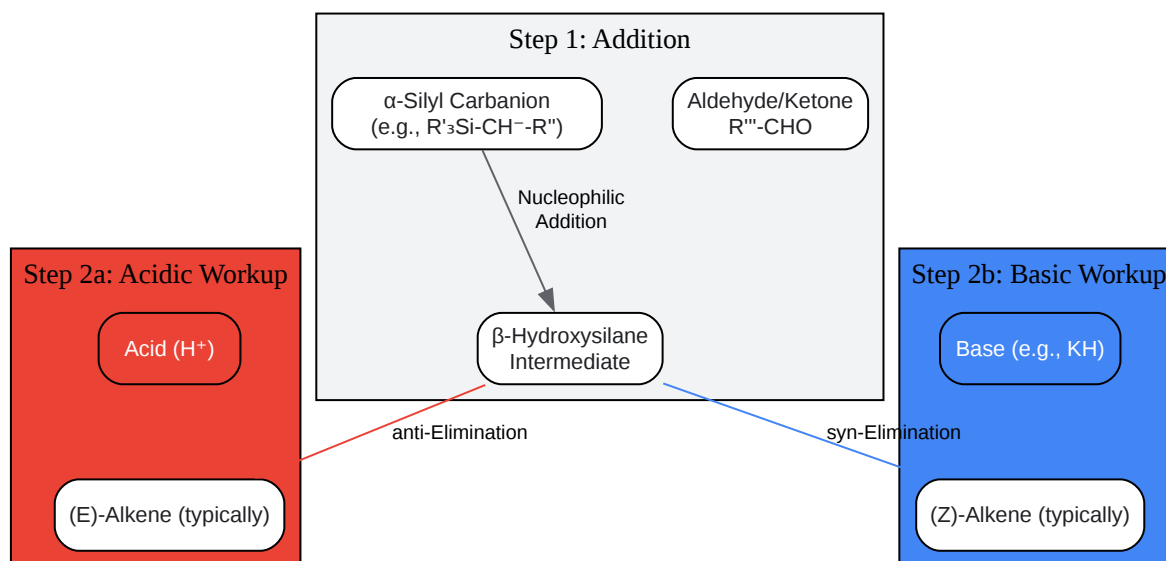 Step 1: Addition
α-Silyl Carbanion
(e.g., R'₃Si-CH⁻-R")
Aldehyde/Ketone
R'"-CHO
Nucleophilic
Addition
Step 2a: Acidic Workup
Step 2b: Basic Workup
Acid (H⁺)
β-Hydroxysilane
Intermediate
Base (e.g., KH)
anti-Elimination
syn-Elimination
(E)-Alkene (typically)
(Z)-Alkene (typically)